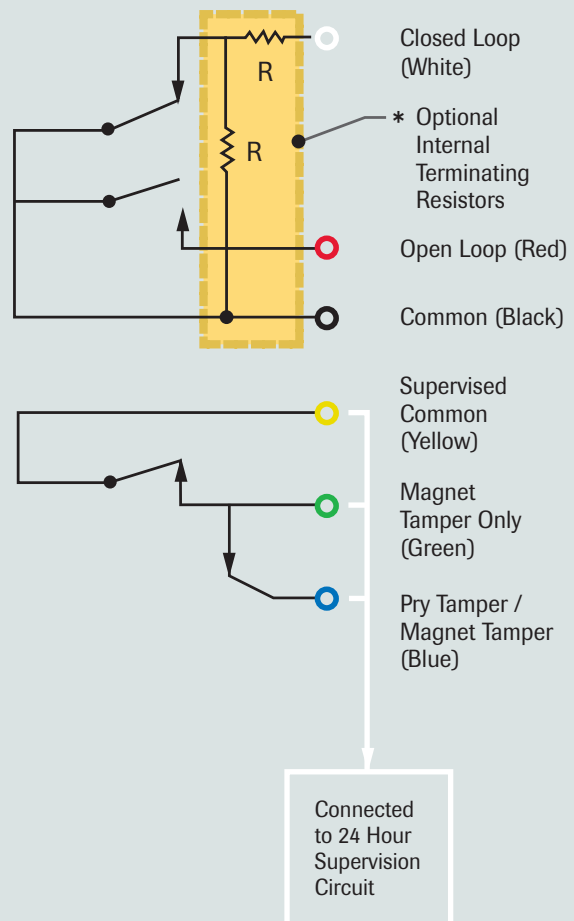 R
Closed Loop
(White)
R
* Optional
Internal
Terminating
Resistors
Open Loop (Red)
Common (Black)
Supervised
Common
(Yellow)
Magnet
Tamper Only
(Green)
Pry Tamper /
Magnet Tamper
(Blue)
Connected
to 24 Hour
Supervision
Circuit